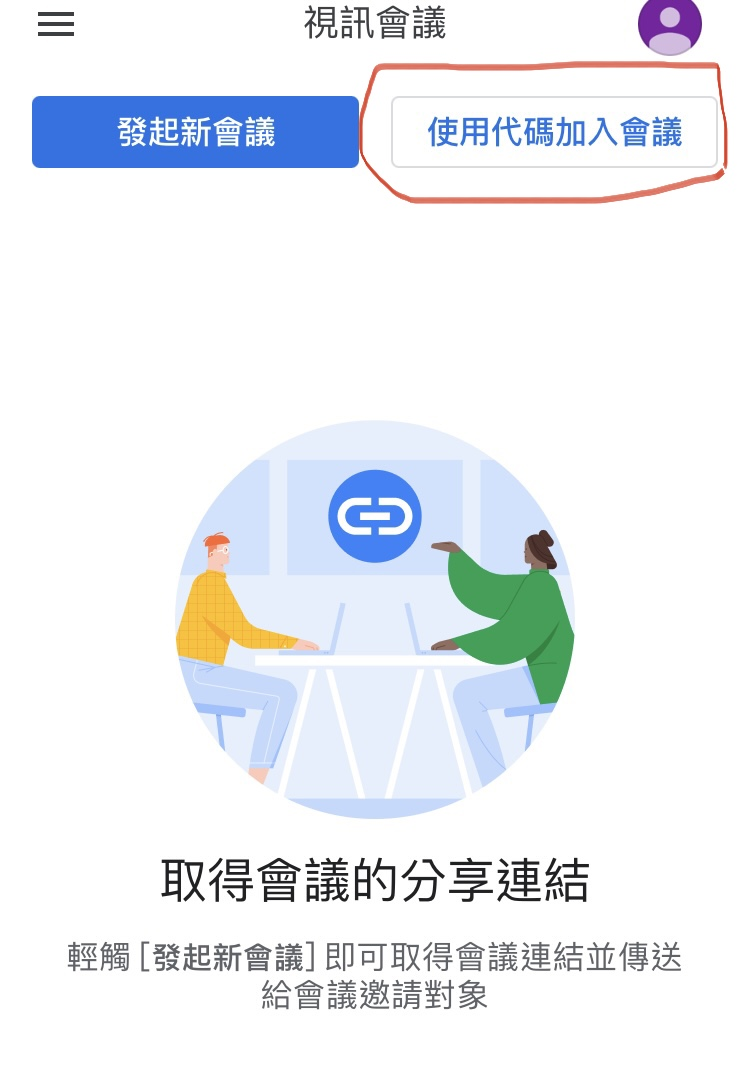 視訊會議
發起新會議
使用代碼加入會議
取得會議的分享連結
輕觸 [發起新會議] 即可取得會議連結並傳送
給會議邀請對象